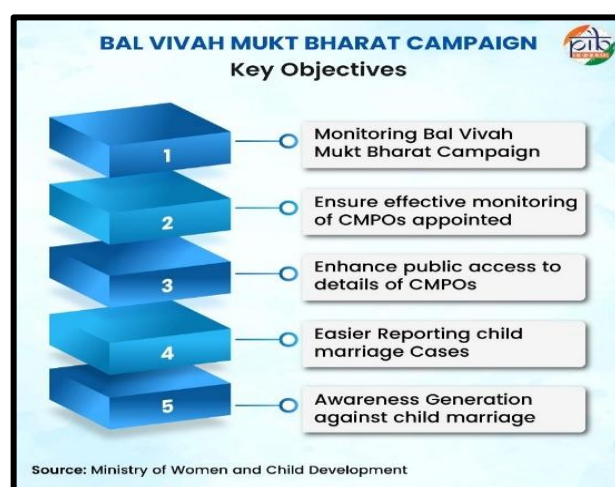 BAL VIVAH MUKT BHARAT CAMPAIGN
pib
Key Objectives
1
Monitoring Bal Vivah
Mukt Bharat Campaign
2
Ensure effective monitoring
of CMPOs appointed
3
Enhance public access to
details of CMPOs
4
Easier Reporting child
marriage Cases
5
Awareness Generation
against child marriage
Source: Ministry of Women and Child Development